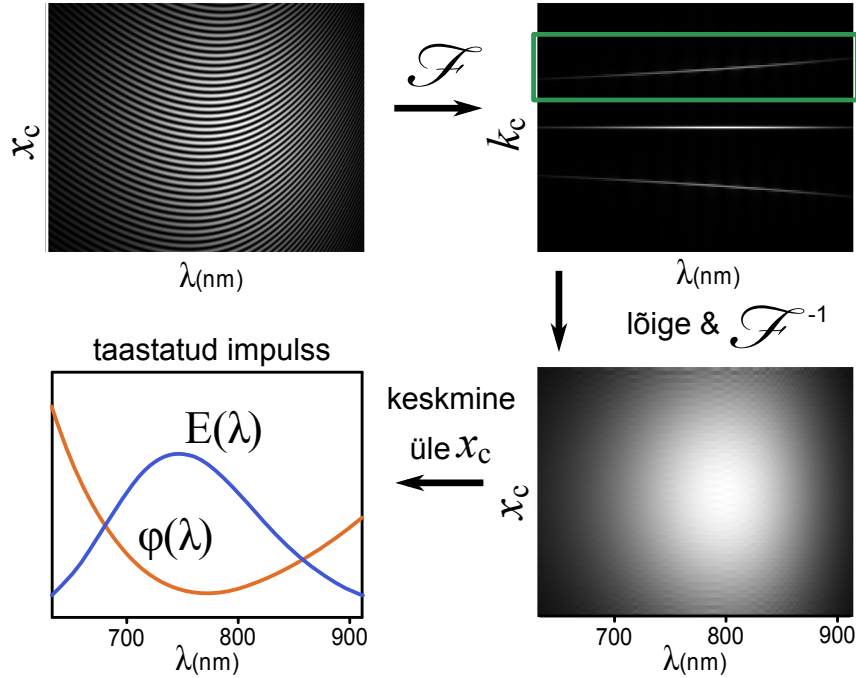 x_c
λ(nm)
ℱ
k_c
λ(nm)
lõige & ℱ⁻¹
x_c
700 800 900
λ(nm)
keskmine
üle x_c
taastatud impulss
E(λ)
φ(λ)
700 800 900
λ(nm)